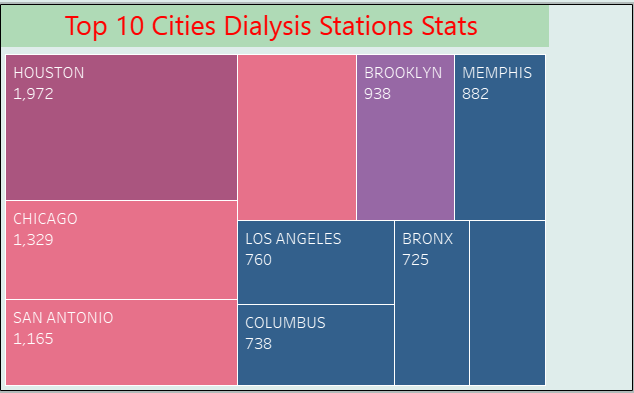 Top 10 Cities Dialysis Stations Stats
HOUSTON
1,972
CHICAGO
1,329
SAN ANTONIO
1,165
BROOKLYN
938
MEMPHIS
882
LOS ANGELES
760
COLUMBUS
738
BRONX
725